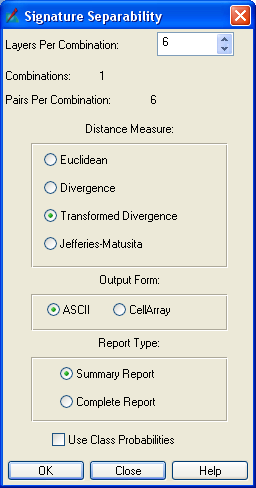 Signature Separability
Layers Per Combination: 6
Combinations: 1
Pairs Per Combination: 6
Distance Measure:
Euclidean
Divergence
Transformed Divergence
Jefferies-Matusita
Output Form:
ASCII CellArray
Report Type:
Summary Report
Complete Report
Use Class Probabilities
OK Close Help